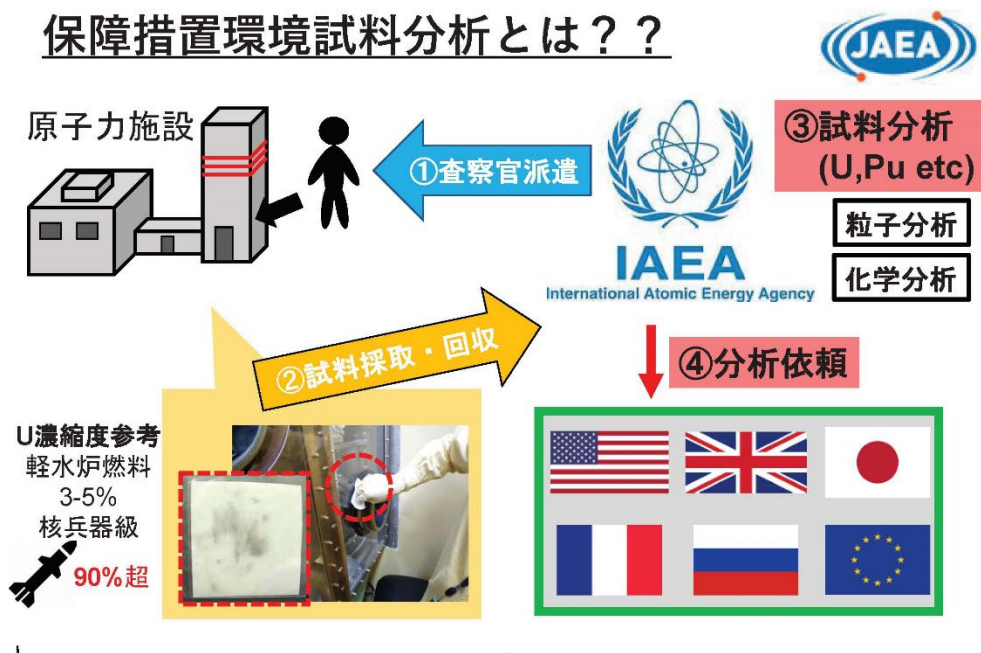 保障措置環境試料分析とは？？
JAEA
原子力施設
①査察官派遣
③試料分析
(U,Pu etc)
粒子分析
化学分析
IAEA
International Atomic Energy Agency
②試料採取・回収
④分析依頼
U濃縮度参考
軽水炉燃料
3-5%
核兵器級
90%超